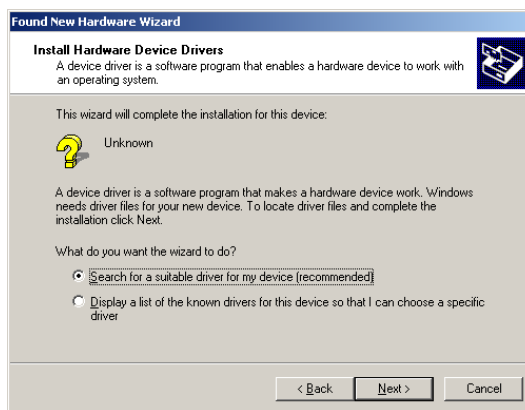 Found New Hardware Wizard
Install Hardware Device Drivers
A device driver is a software program that enables a hardware device to work with
an operating system.
This wizard will complete the installation for this device:
Unknown
A device driver is a software program that makes a hardware device work. Windows
needs driver files for your new device. To locate driver files and complete the
installation click Next.
What do you want the wizard to do?
Search for a suitable driver for my device (recommended)
Display a list of the known drivers for this device so that I can choose a specific
driver
< Back Next > Cancel